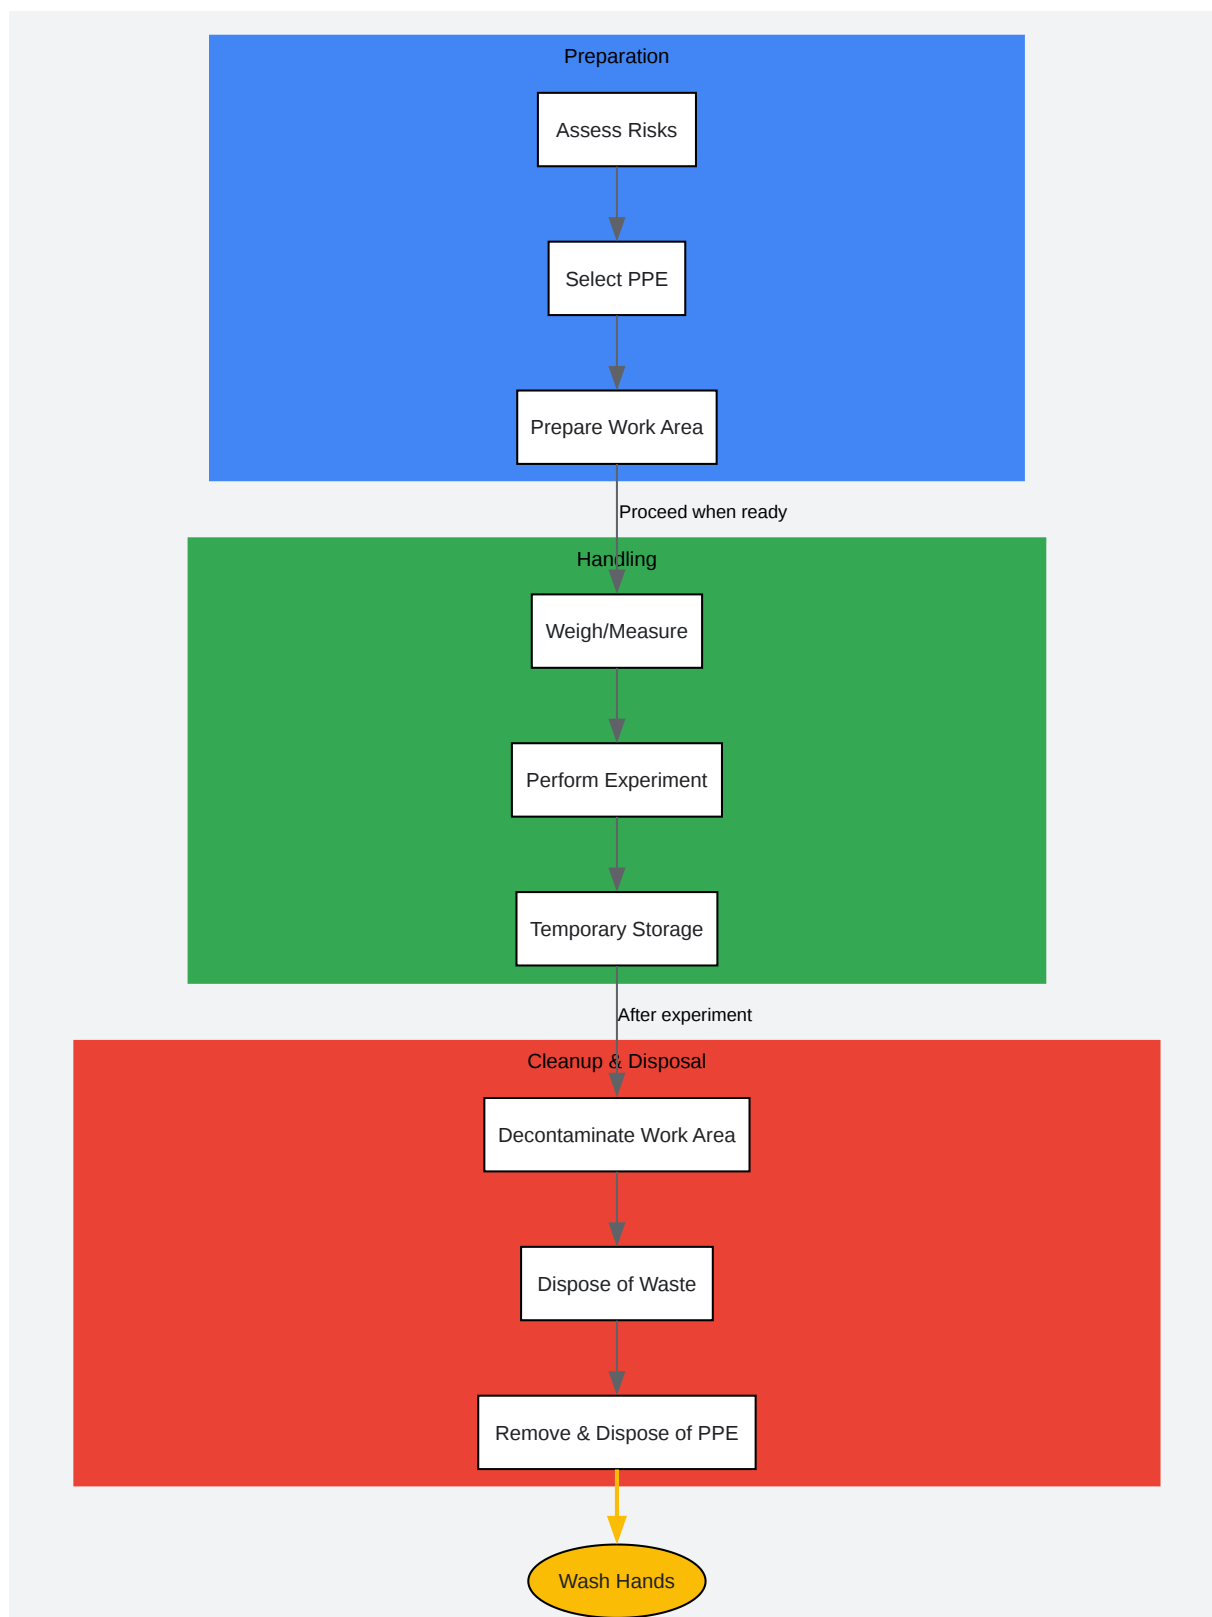 Preparation
Assess Risks
Select PPE
Prepare Work Area
Proceed when ready
Handling
Weigh/Measure
Perform Experiment
Temporary Storage
After experiment
Cleanup & Disposal
Decontaminate Work Area
Dispose of Waste
Remove & Dispose of PPE
Wash Hands